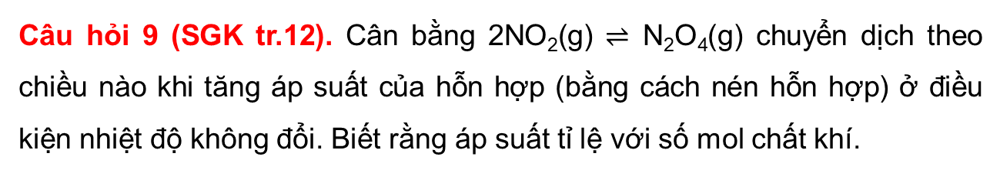 Câu hỏi 9 (SGK tr.12). Cân bằng 2NO₂(g) ⇌ N₂O₄(g) chuyển dịch theo
chiều nào khi tăng áp suất của hỗn hợp (bằng cách nén hỗn hợp) ở điều
kiện nhiệt độ không đổi. Biết rằng áp suất tỉ lệ với số mol chất khí.